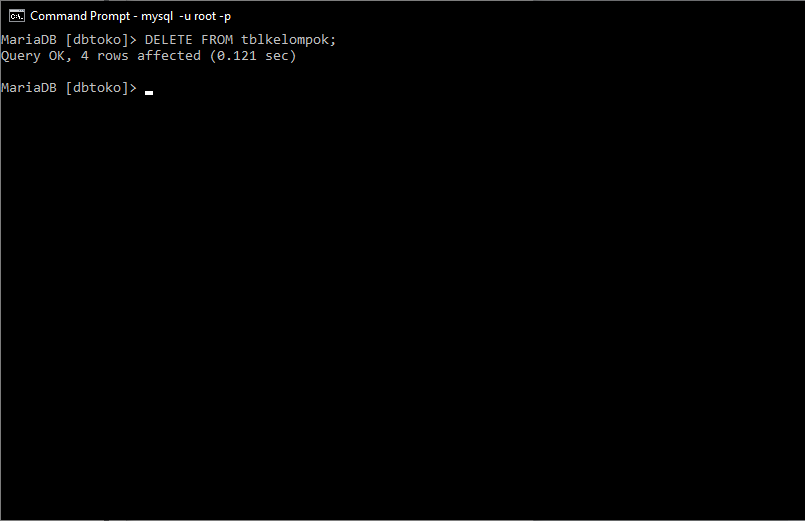 Command Prompt - mysql  -u root -p
MariaDB [dbtoko]> DELETE FROM tblkelompok;
Query OK, 4 rows affected (0.121 sec)
MariaDB [dbtoko]>